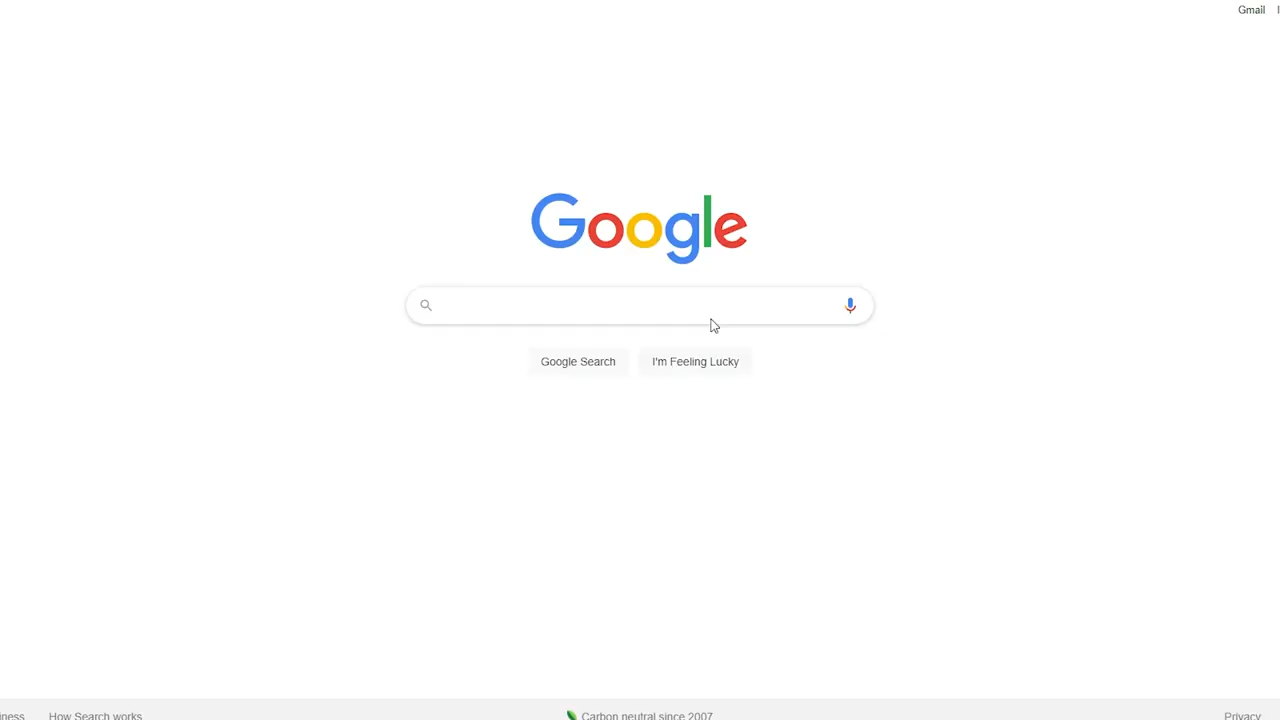 Gmail
Google
Google Search
I'm Feeling Lucky
How Search works
Carbon neutral since 2007
Privacy